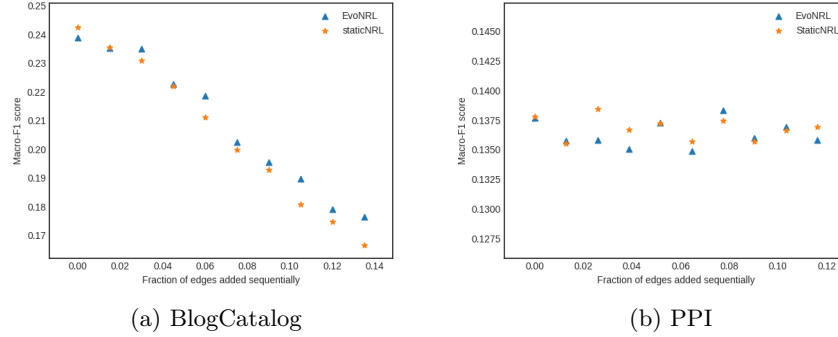 0.25
0.24
0.23
0.22
0.21
0.20
0.19
0.18
0.17
Macro-F1 score
EvoNRL
staticNRL
0.00 0.02 0.04 0.06 0.08 0.10 0.12 0.14
Fraction of edges added sequentially
(a) BlogCatalog
0.1450
0.1425
0.1400
0.1375
0.1350
0.1325
0.1300
0.1275
Macro-F1 score
EvoNRL
StaticNRL
0.00 0.02 0.04 0.06 0.08 0.10 0.12
Fraction of edges added sequentially
(b) PPI